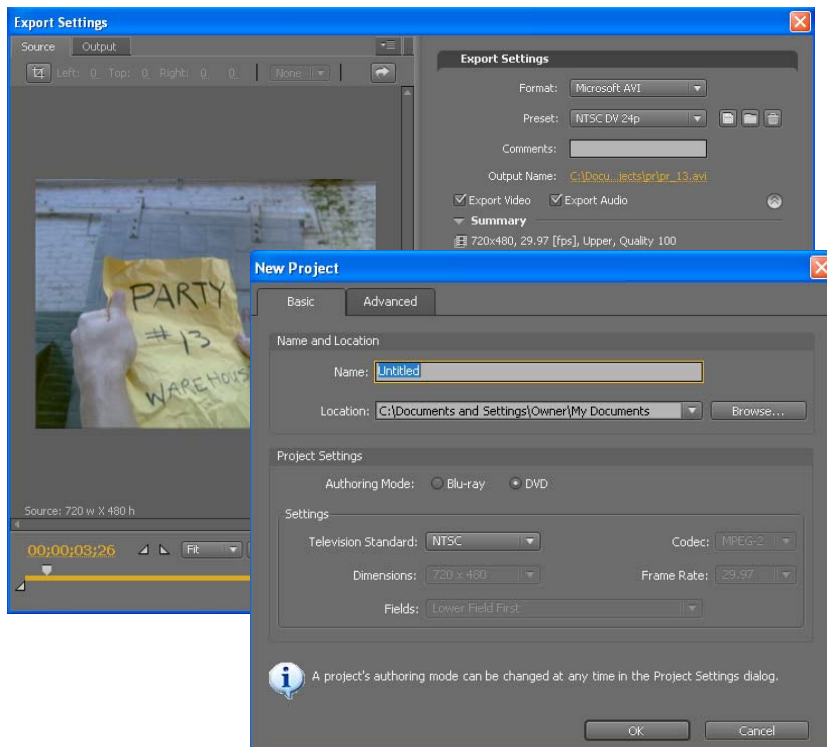 Export Settings
Source Output
Left: 0 Top: 0 Right: 0 0 None
Source: 720 w X 480 h
00;00;03;26 Fit
PARTY
#13
WAREHOUS
Export Settings
Format: Microsoft AVI
Preset: NTSC DV 24p
Comments:
Output Name: C:\Docu...jects\pr\pr_13.avi
Export Video Export Audio
Summary
720x480, 29.97 [fps], Upper, Quality 100
New Project
Basic Advanced
Name and Location
Name: Untitled
Location: C:\Documents and Settings\Owner\My Documents Browse...
Project Settings
Authoring Mode: Blu-ray DVD
Settings
Television Standard: NTSC Codec: MPEG-2
Dimensions: 720 x 480 Frame Rate: 29.97
Fields: Lower Field First
A project's authoring mode can be changed at any time in the Project Settings dialog.
OK Cancel